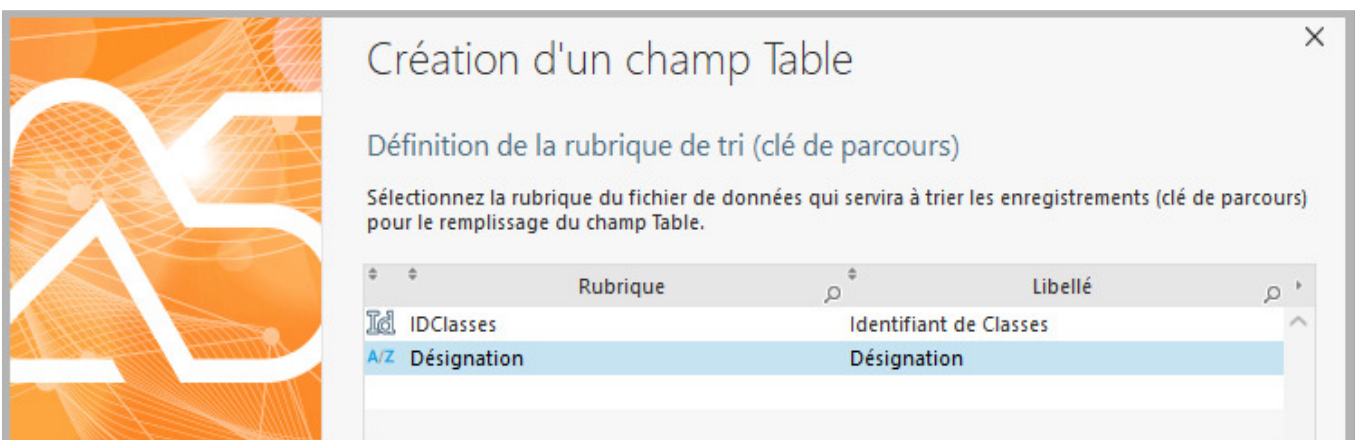 Création d'un champ Table
Définition de la rubrique de tri (clé de parcours)
Sélectionnez la rubrique du fichier de données qui servira à trier les enregistrements (clé de parcours)
pour le remplissage du champ Table.
Rubrique Libellé
Id IDClasses Identifiant de Classes
A/Z Désignation Désignation